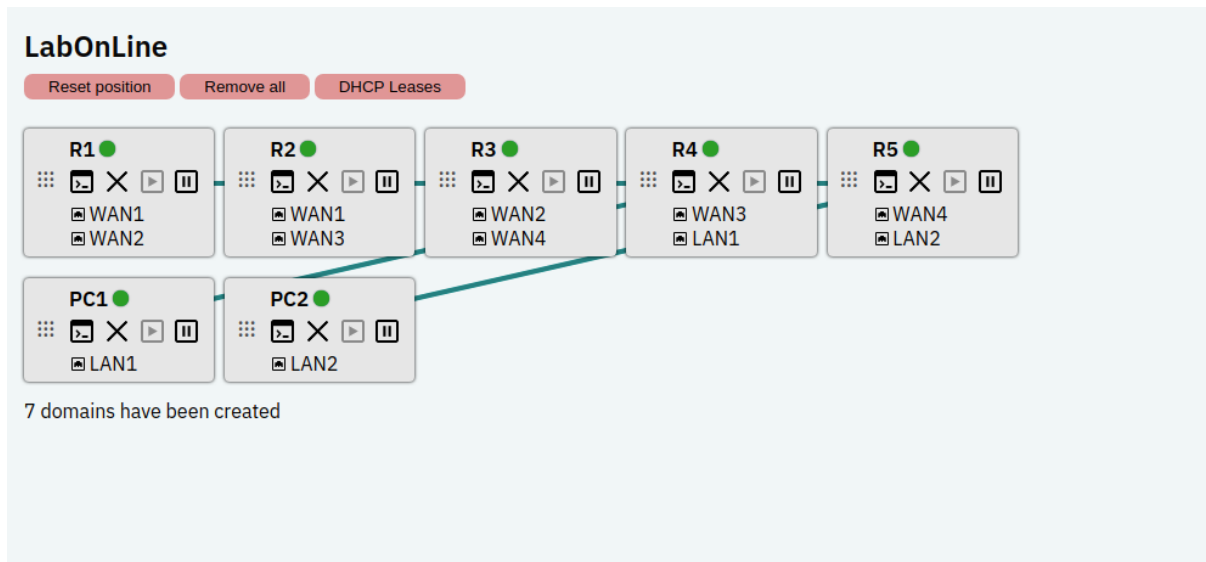 LabOnLine
Reset position Remove all DHCP Leases
R1 R2 R3 R4 R5
WAN1 WAN1 WAN2 WAN3 WAN4
WAN2 WAN3 WAN4 LAN1 LAN2
PC1 PC2
LAN1 LAN2
7 domains have been created